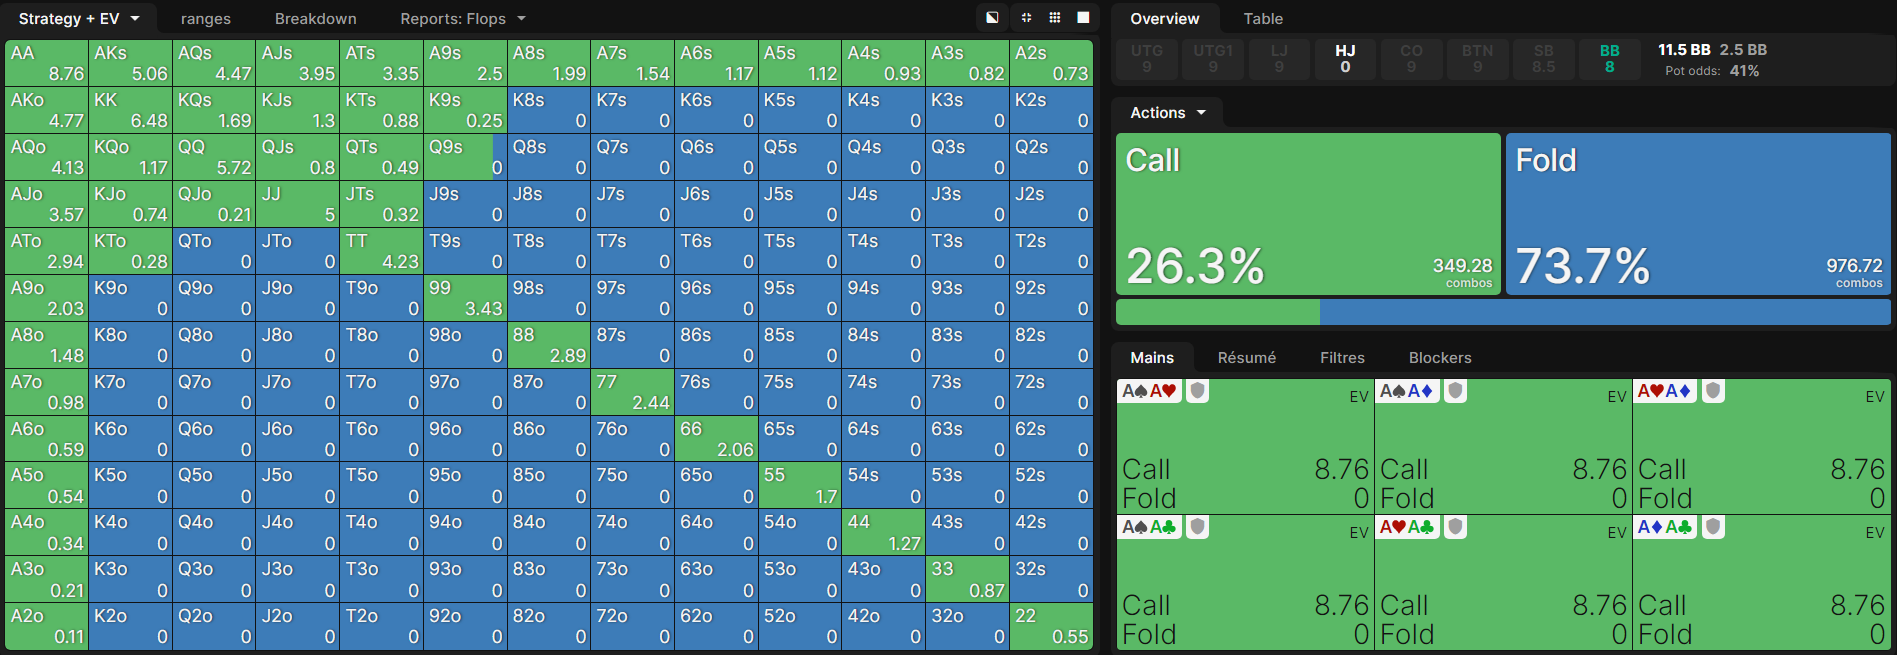 Strategy + EV ranges Breakdown Reports: Flops
AA AKs AQs AJs ATs A9s A8s A7s A6s A5s A4s A3s A2s
8.76 5.06 4.47 3.95 3.35 2.5 1.99 1.54 1.17 1.12 0.93 0.82 0.73
AKo KK KQs KJs KTs K9s K8s K7s K6s K5s K4s K3s K2s
4.77 6.48 1.69 1.3 0.88 0.25 0 0 0 0 0 0 0
AQo KQo QQ QJs QTs Q9s Q8s Q7s Q6s Q5s Q4s Q3s Q2s
4.13 1.17 5.72 0.8 0.49 0 0 0 0 0 0 0 0
AJo KJo QJo JJ JTs J9s J8s J7s J6s J5s J4s J3s J2s
3.57 0.74 0.21 5 0.32 0 0 0 0 0 0 0 0
ATo KTo QTo JTo TT T9s T8s T7s T6s T5s T4s T3s T2s
2.94 0.28 0 0 4.23 0 0 0 0 0 0 0 0
A9o K9o Q9o J9o T9o 99 98s 97s 96s 95s 94s 93s 92s
2.03 0 0 0 0 3.43 0 0 0 0 0 0 0
A8o K8o Q8o J8o T8o 98o 88 87s 86s 85s 84s 83s 82s
1.48 0 0 0 0 0 2.89 0 0 0 0 0 0
A7o K7o Q7o J7o T7o 97o 87o 77 76s 75s 74s 73s 72s
0.98 0 0 0 0 0 0 2.44 0 0 0 0 0
A6o K6o Q6o J6o T6o 96o 86o 76o 66 65s 64s 63s 62s
0.59 0 0 0 0 0 0 0 2.06 0 0 0 0
A5o K5o Q5o J5o T5o 95o 85o 75o 65o 55 54s 53s 52s
0.54 0 0 0 0 0 0 0 0 1.7 0 0 0
A4o K4o Q4o J4o T4o 94o 84o 74o 64o 54o 44 43s 42s
0.34 0 0 0 0 0 0 0 0 0 1.27 0 0
A3o K3o Q3o J3o T3o 93o 83o 73o 63o 53o 43o 33 32s
0.21 0 0 0 0 0 0 0 0 0 0 0.87 0
A2o K2o Q2o J2o T2o 92o 82o 72o 62o 52o 42o 32o 22
0.11 0 0 0 0 0 0 0 0 0 0 0 0.55
Overview Table
UTG UTG1 LJ HJ CO BTN SB BB
9 9 9 0 9 9 8.5 8
11.5 BB 2.5 BB
Pot odds: 41%
Actions
Call
26.3%
349.28
combos
Fold
73.7%
976.72
combos
Mains Résumé Filtres Blockers
A♠A♥ EV A♠A♦ EV A♥A♦ EV
Call 8.76 Call 8.76 Call 8.76
Fold 0 Fold 0 Fold 0
A♠A♣ EV A♥A♣ EV A♦A♣ EV
Call 8.76 Call 8.76 Call 8.76
Fold 0 Fold 0 Fold 0